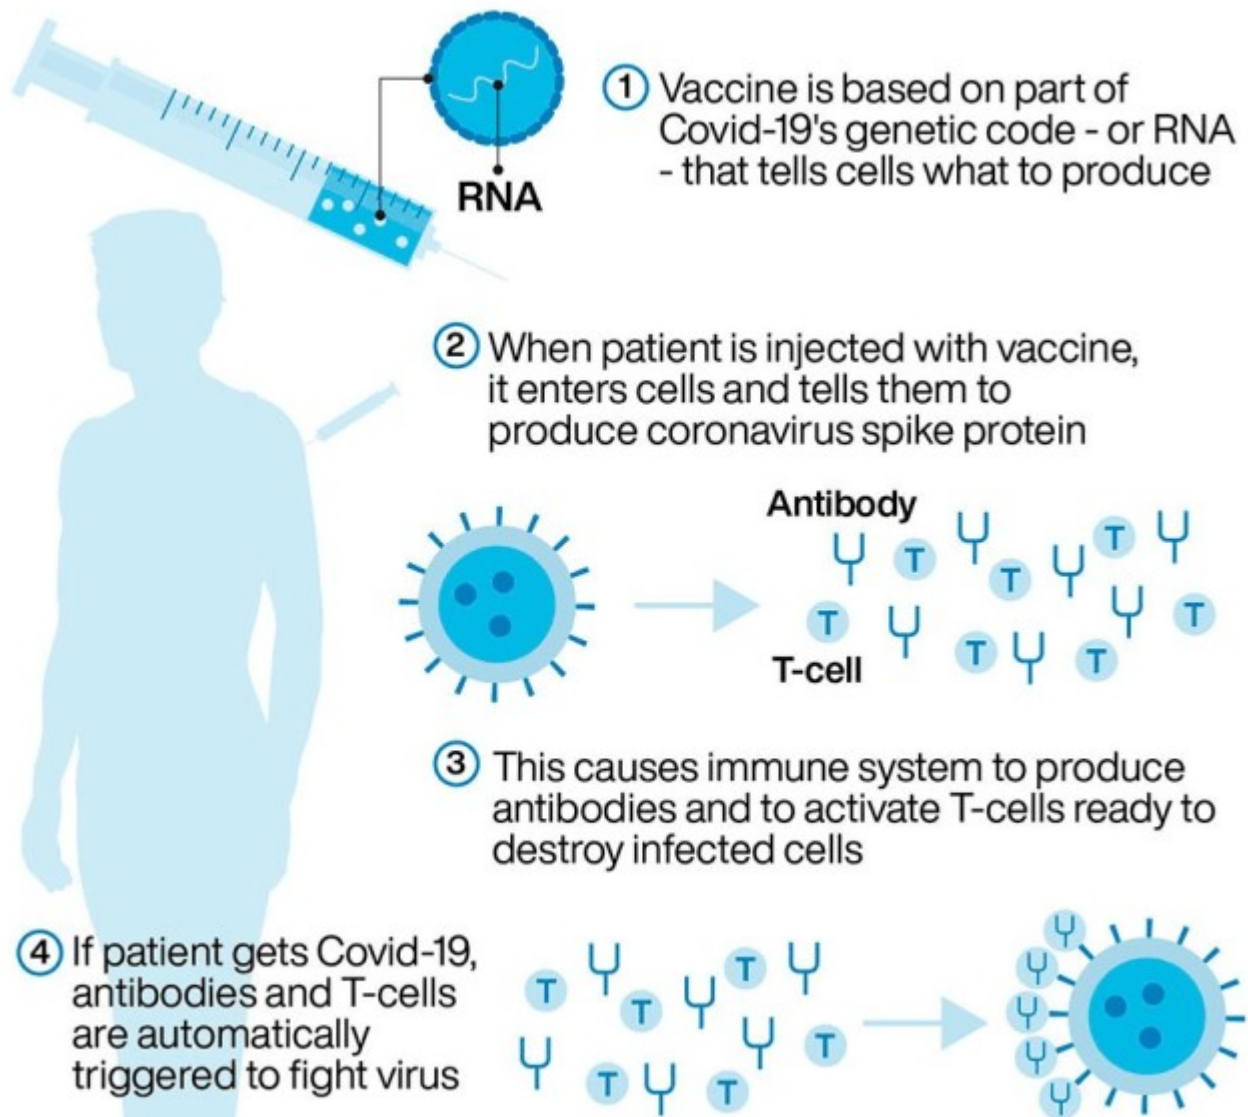 RNA
1 Vaccine is based on part of
Covid-19's genetic code - or RNA
- that tells cells what to produce
2 When patient is injected with vaccine,
it enters cells and tells them to
produce coronavirus spike protein
Antibody
T T T
T T
T T
T-cell
3 This causes immune system to produce
antibodies and to activate T-cells ready to
destroy infected cells
4 If patient gets Covid-19,
antibodies and T-cells
are automatically
triggered to fight virus
T T
T
T
T T